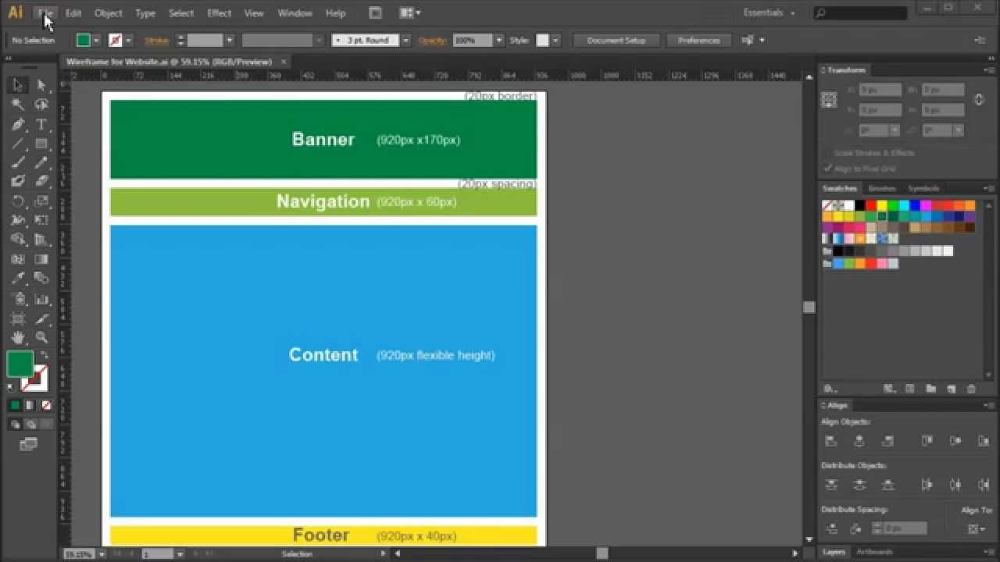 Ai File Edit Object Type Select Effect View Window Help Essentials
No Selection Stroke: 3 pt. Round Opacity: 100% Style: Document Setup Preferences
Wireframe for Website.ai @ 59.15% (RGB/Preview) ×
72 0 72 144 216 288 360 432 504 576 648 720 792 864 936 1008 1080 1152 1224 1296 1368 1440
Transform
X: 0 px W: 0 px
Y: 0 px H: 0 px
0° 0°
Scale Strokes & Effects
Align to Pixel Grid
Swatches Brushes Symbols
(20px border)
Banner (920px x170px)
(20px spacing)
Navigation (920px x 60px)
Content (920px flexible height)
Footer (920px x 40px)
Align
Align Objects:
Distribute Objects:
Distribute Spacing: Align To:
0 px
Layers Artboards
59.15% 1 Selection